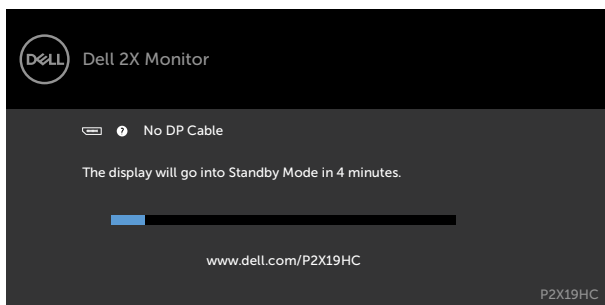 DELL
Dell 2X Monitor
? No DP Cable
The display will go into Standby Mode in 4 minutes.
www.dell.com/P2X19HC
P2X19HC